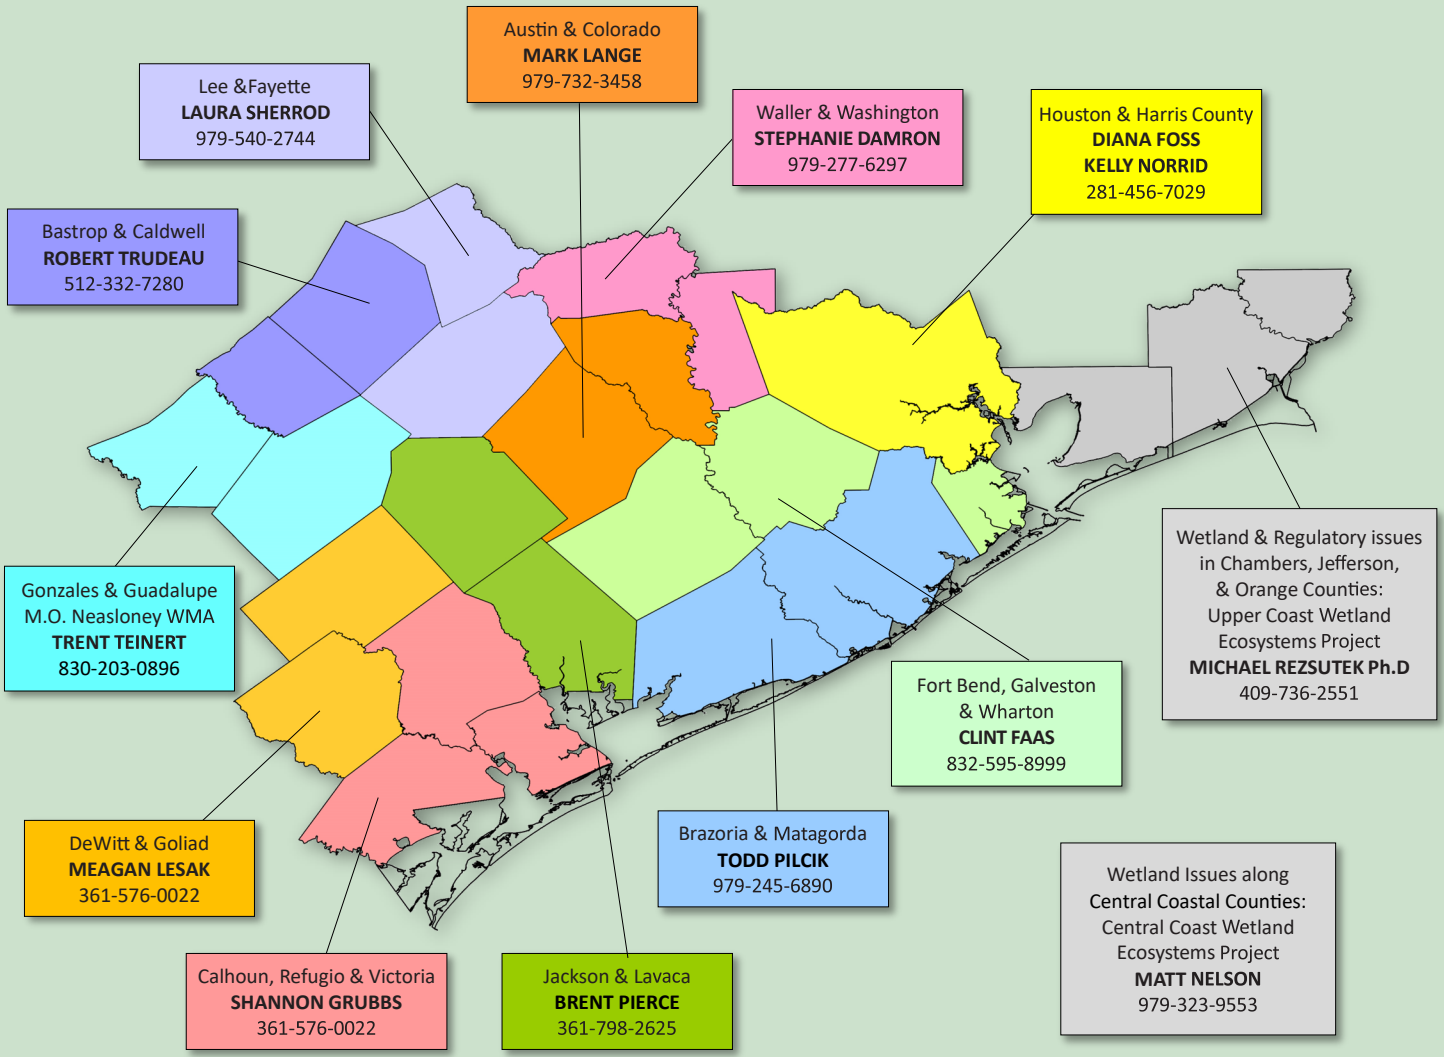 Austin & Colorado
MARK LANGE
979-732-3458
Lee &Fayette
LAURA SHERROD
979-540-2744
Waller & Washington
STEPHANIE DAMRON
979-277-6297
Houston & Harris County
DIANA FOSS
KELLY NORRID
281-456-7029
Bastrop & Caldwell
ROBERT TRUDEAU
512-332-7280
Gonzales & Guadalupe
M.O. Neasloney WMA
TRENT TEINERT
830-203-0896
Wetland & Regulatory issues
in Chambers, Jefferson,
& Orange Counties:
Upper Coast Wetland
Ecosystems Project
MICHAEL REZSUTEK Ph.D
409-736-2551
Fort Bend, Galveston
& Wharton
CLINT FAAS
832-595-8999
DeWitt & Goliad
MEAGAN LESAK
361-576-0022
Brazoria & Matagorda
TODD PILCIK
979-245-6890
Wetland Issues along
Central Coastal Counties:
Central Coast Wetland
Ecosystems Project
MATT NELSON
979-323-9553
Calhoun, Refugio & Victoria
SHANNON GRUBBS
361-576-0022
Jackson & Lavaca
BRENT PIERCE
361-798-2625